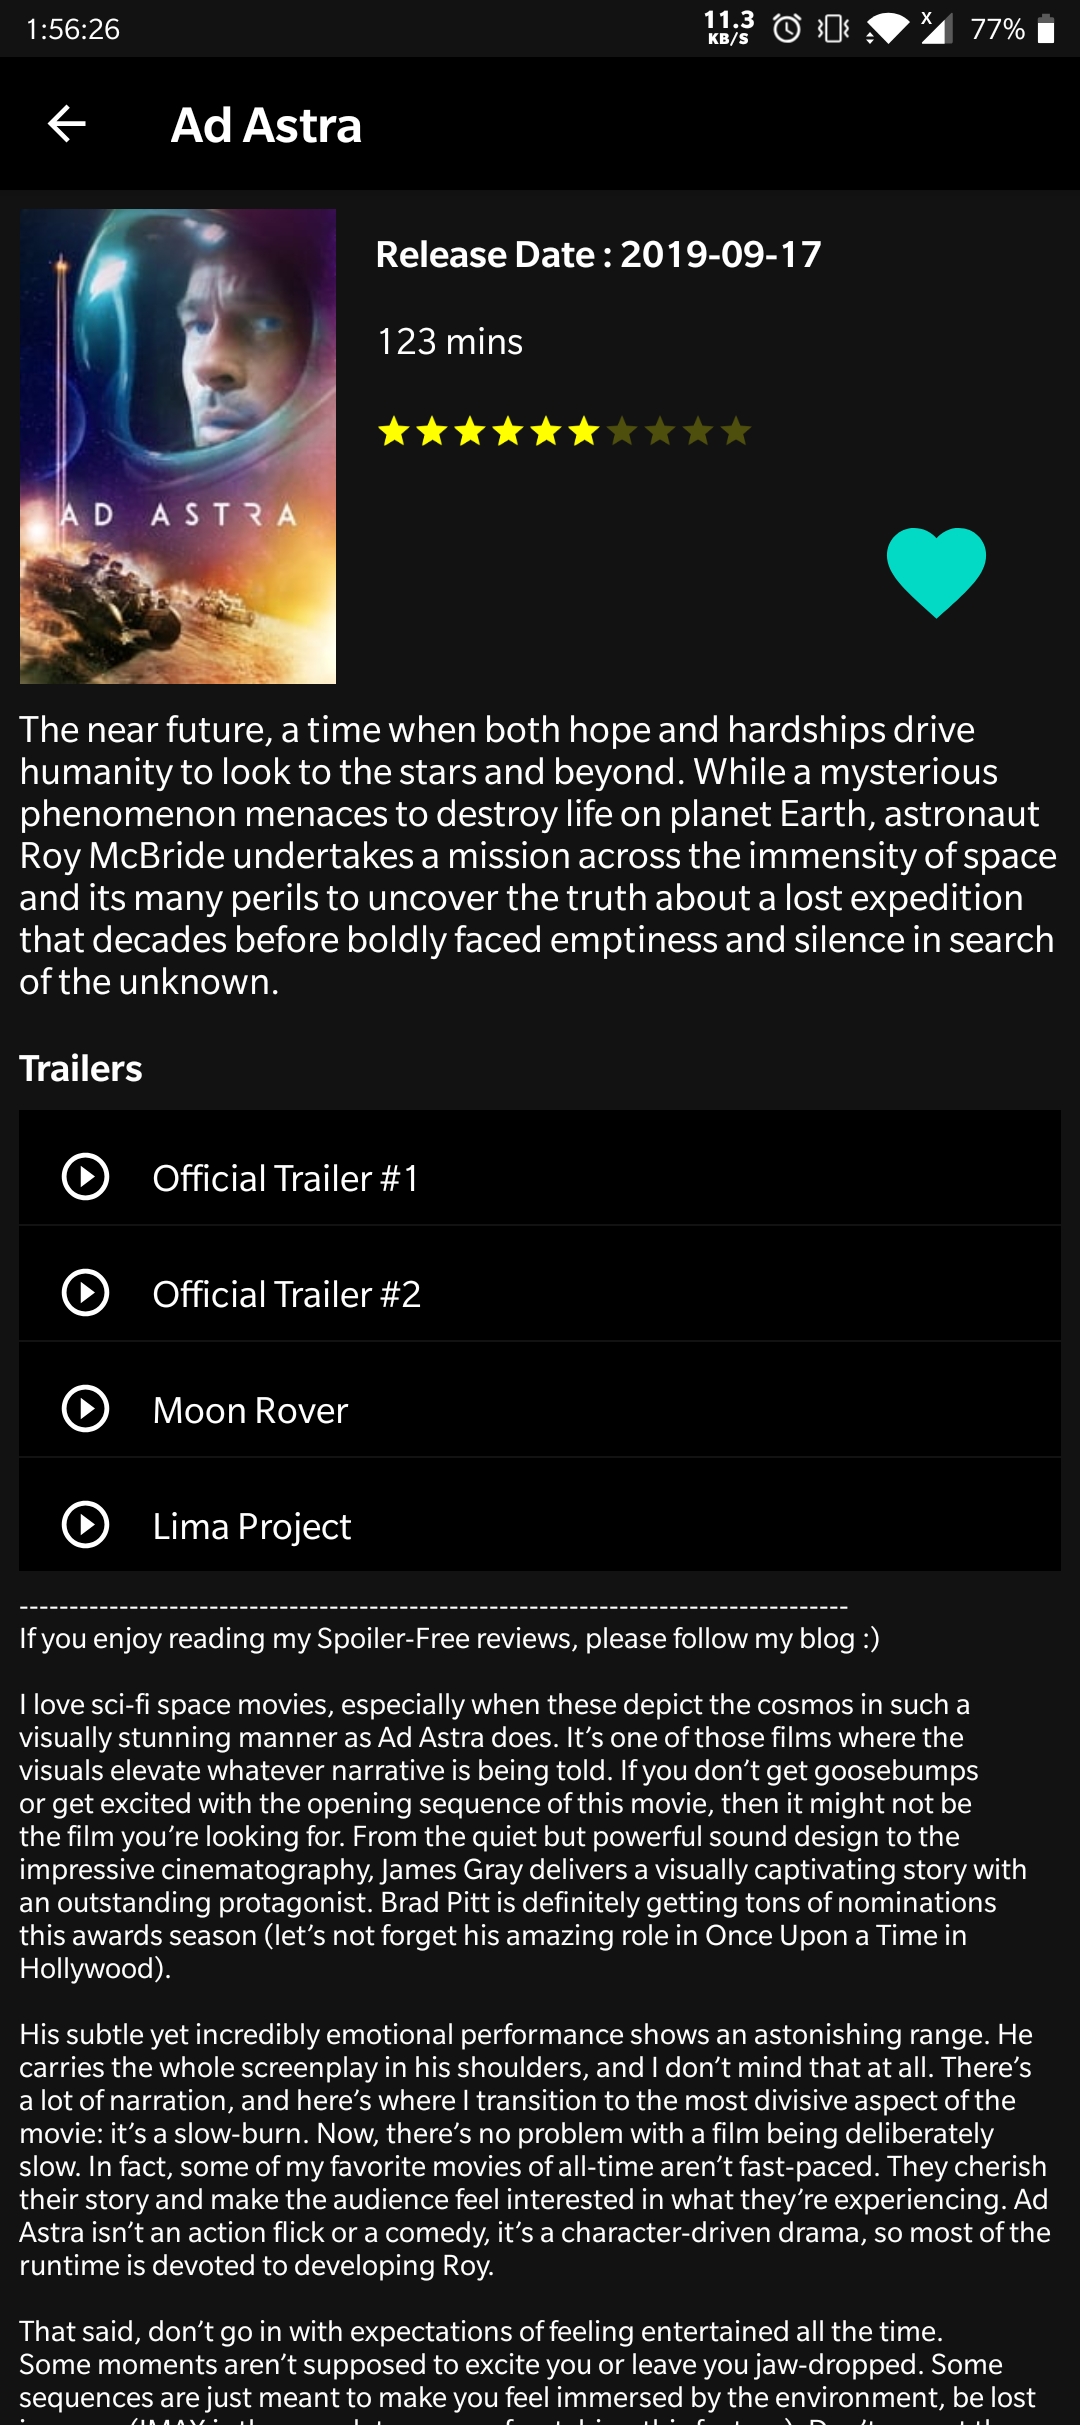 1:56:26
11.3
KB/S
X
77%
Ad Astra
Release Date : 2019-09-17
123 mins
AD ASTRA
The near future, a time when both hope and hardships drive
humanity to look to the stars and beyond. While a mysterious
phenomenon menaces to destroy life on planet Earth, astronaut
Roy McBride undertakes a mission across the immensity of space
and its many perils to uncover the truth about a lost expedition
that decades before boldly faced emptiness and silence in search
of the unknown.
Trailers
Official Trailer #1
Official Trailer #2
Moon Rover
Lima Project
-----------------------------------------------------------------------------------
If you enjoy reading my Spoiler-Free reviews, please follow my blog :)
I love sci-fi space movies, especially when these depict the cosmos in such a
visually stunning manner as Ad Astra does. It’s one of those films where the
visuals elevate whatever narrative is being told. If you don’t get goosebumps
or get excited with the opening sequence of this movie, then it might not be
the film you’re looking for. From the quiet but powerful sound design to the
impressive cinematography, James Gray delivers a visually captivating story with
an outstanding protagonist. Brad Pitt is definitely getting tons of nominations
this awards season (let’s not forget his amazing role in Once Upon a Time in
Hollywood).
His subtle yet incredibly emotional performance shows an astonishing range. He
carries the whole screenplay in his shoulders, and I don’t mind that at all. There’s
a lot of narration, and here’s where I transition to the most divisive aspect of the
movie: it’s a slow-burn. Now, there’s no problem with a film being deliberately
slow. In fact, some of my favorite movies of all-time aren’t fast-paced. They cherish
their story and make the audience feel interested in what they’re experiencing. Ad
Astra isn’t an action flick or a comedy, it’s a character-driven drama, so most of the
runtime is devoted to developing Roy.
That said, don’t go in with expectations of feeling entertained all the time.
Some moments aren’t supposed to excite you or leave you jaw-dropped. Some
sequences are just meant to make you feel immersed by the environment, be lost